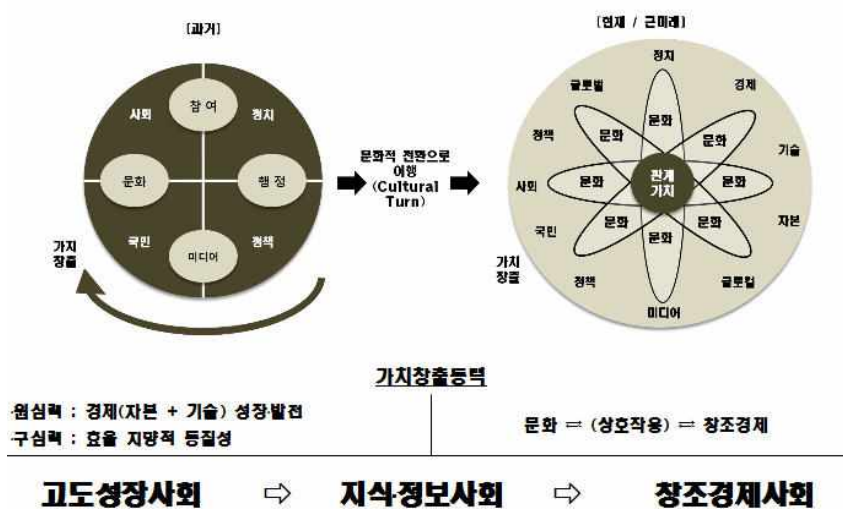 [과거]
[현재 / 근미래]
사회
참 여
정치
문화
행 정
국민
미디어
정책
가치
창출
문화적 전환으로
이행
(Cultural
Turn)
정치
글로벌
경제
정책
기술
사회
자본
국민
글로컬
정책
미디어
문화
문화
문화
문화
관계
가치
문화
문화
문화
문화
가치
창출
가치창출동력
·원심력 : 경제(자본 + 기술) 성장·발전
·구심력 : 효율 지향적 동질성
문화 ⇌ (상호작용) ⇌ 창조경제
고도성장사회 ⇨ 지식·정보사회 ⇨ 창조경제사회